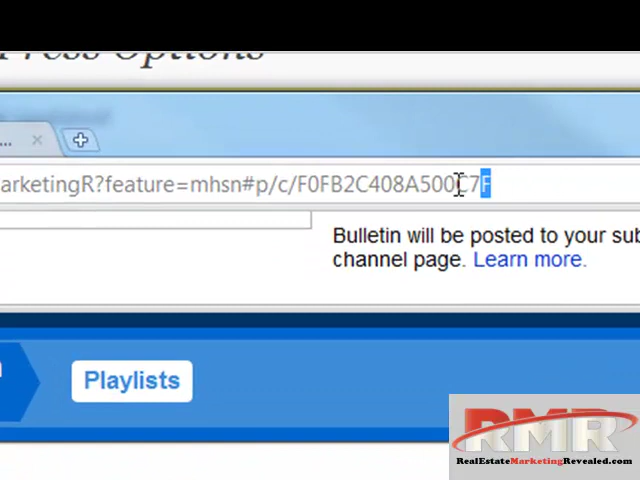 Press Options
...
arketingR?feature=mhsn#p/c/F0FB2C408A500C7F
Bulletin will be posted to your sub
channel page. Learn more.
Playlists
RMR
RealEstateMarketingRevealed.com